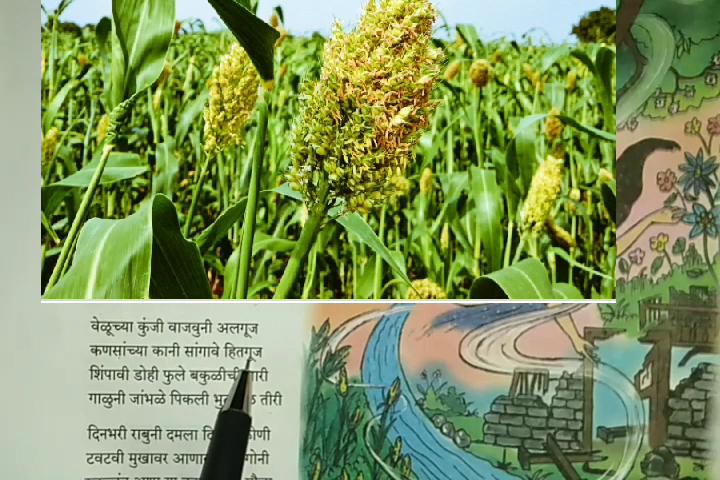 वेळूच्या कुंजी वाजवुनी अलगूज
कणसांच्या कानी सांगावे हितगूज
शिंपावी डोही फुले बकुळीची
गाळुनी जांभळे पिकली तीरी
दिनभरी राबुनी दमला
टवटवी मुखावर